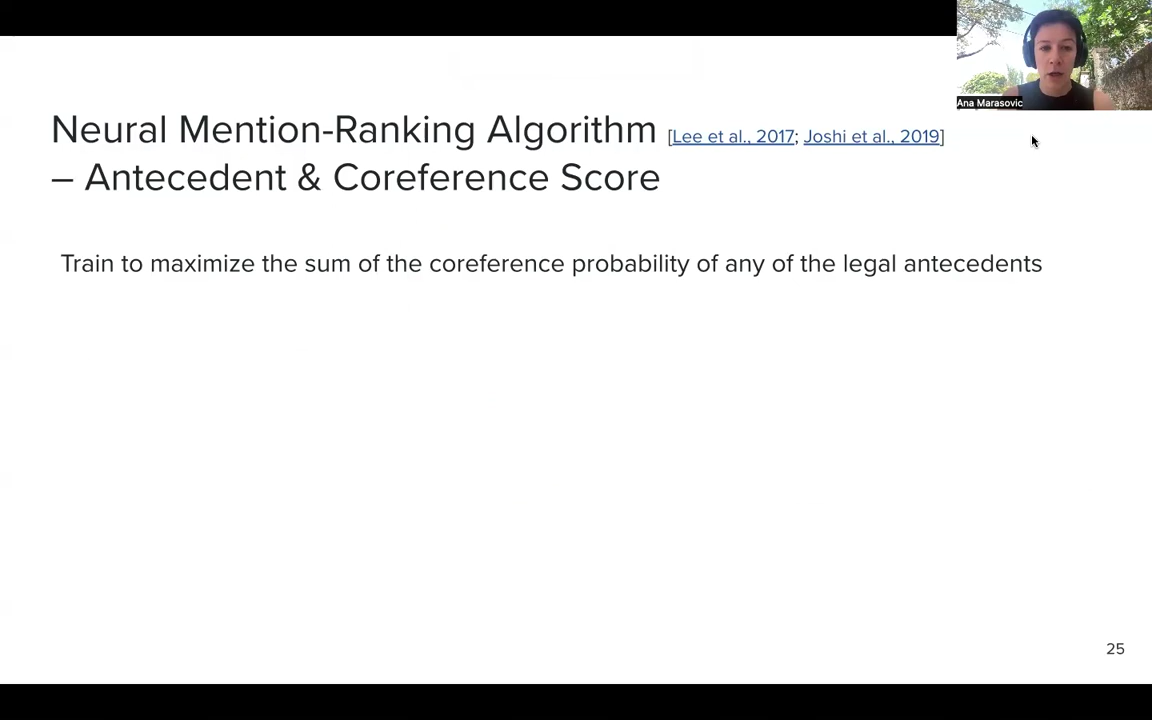 Ana Marasovic
Neural Mention-Ranking Algorithm [Lee et al., 2017; Joshi et al., 2019]
– Antecedent & Coreference Score
Train to maximize the sum of the coreference probability of any of the legal antecedents
25